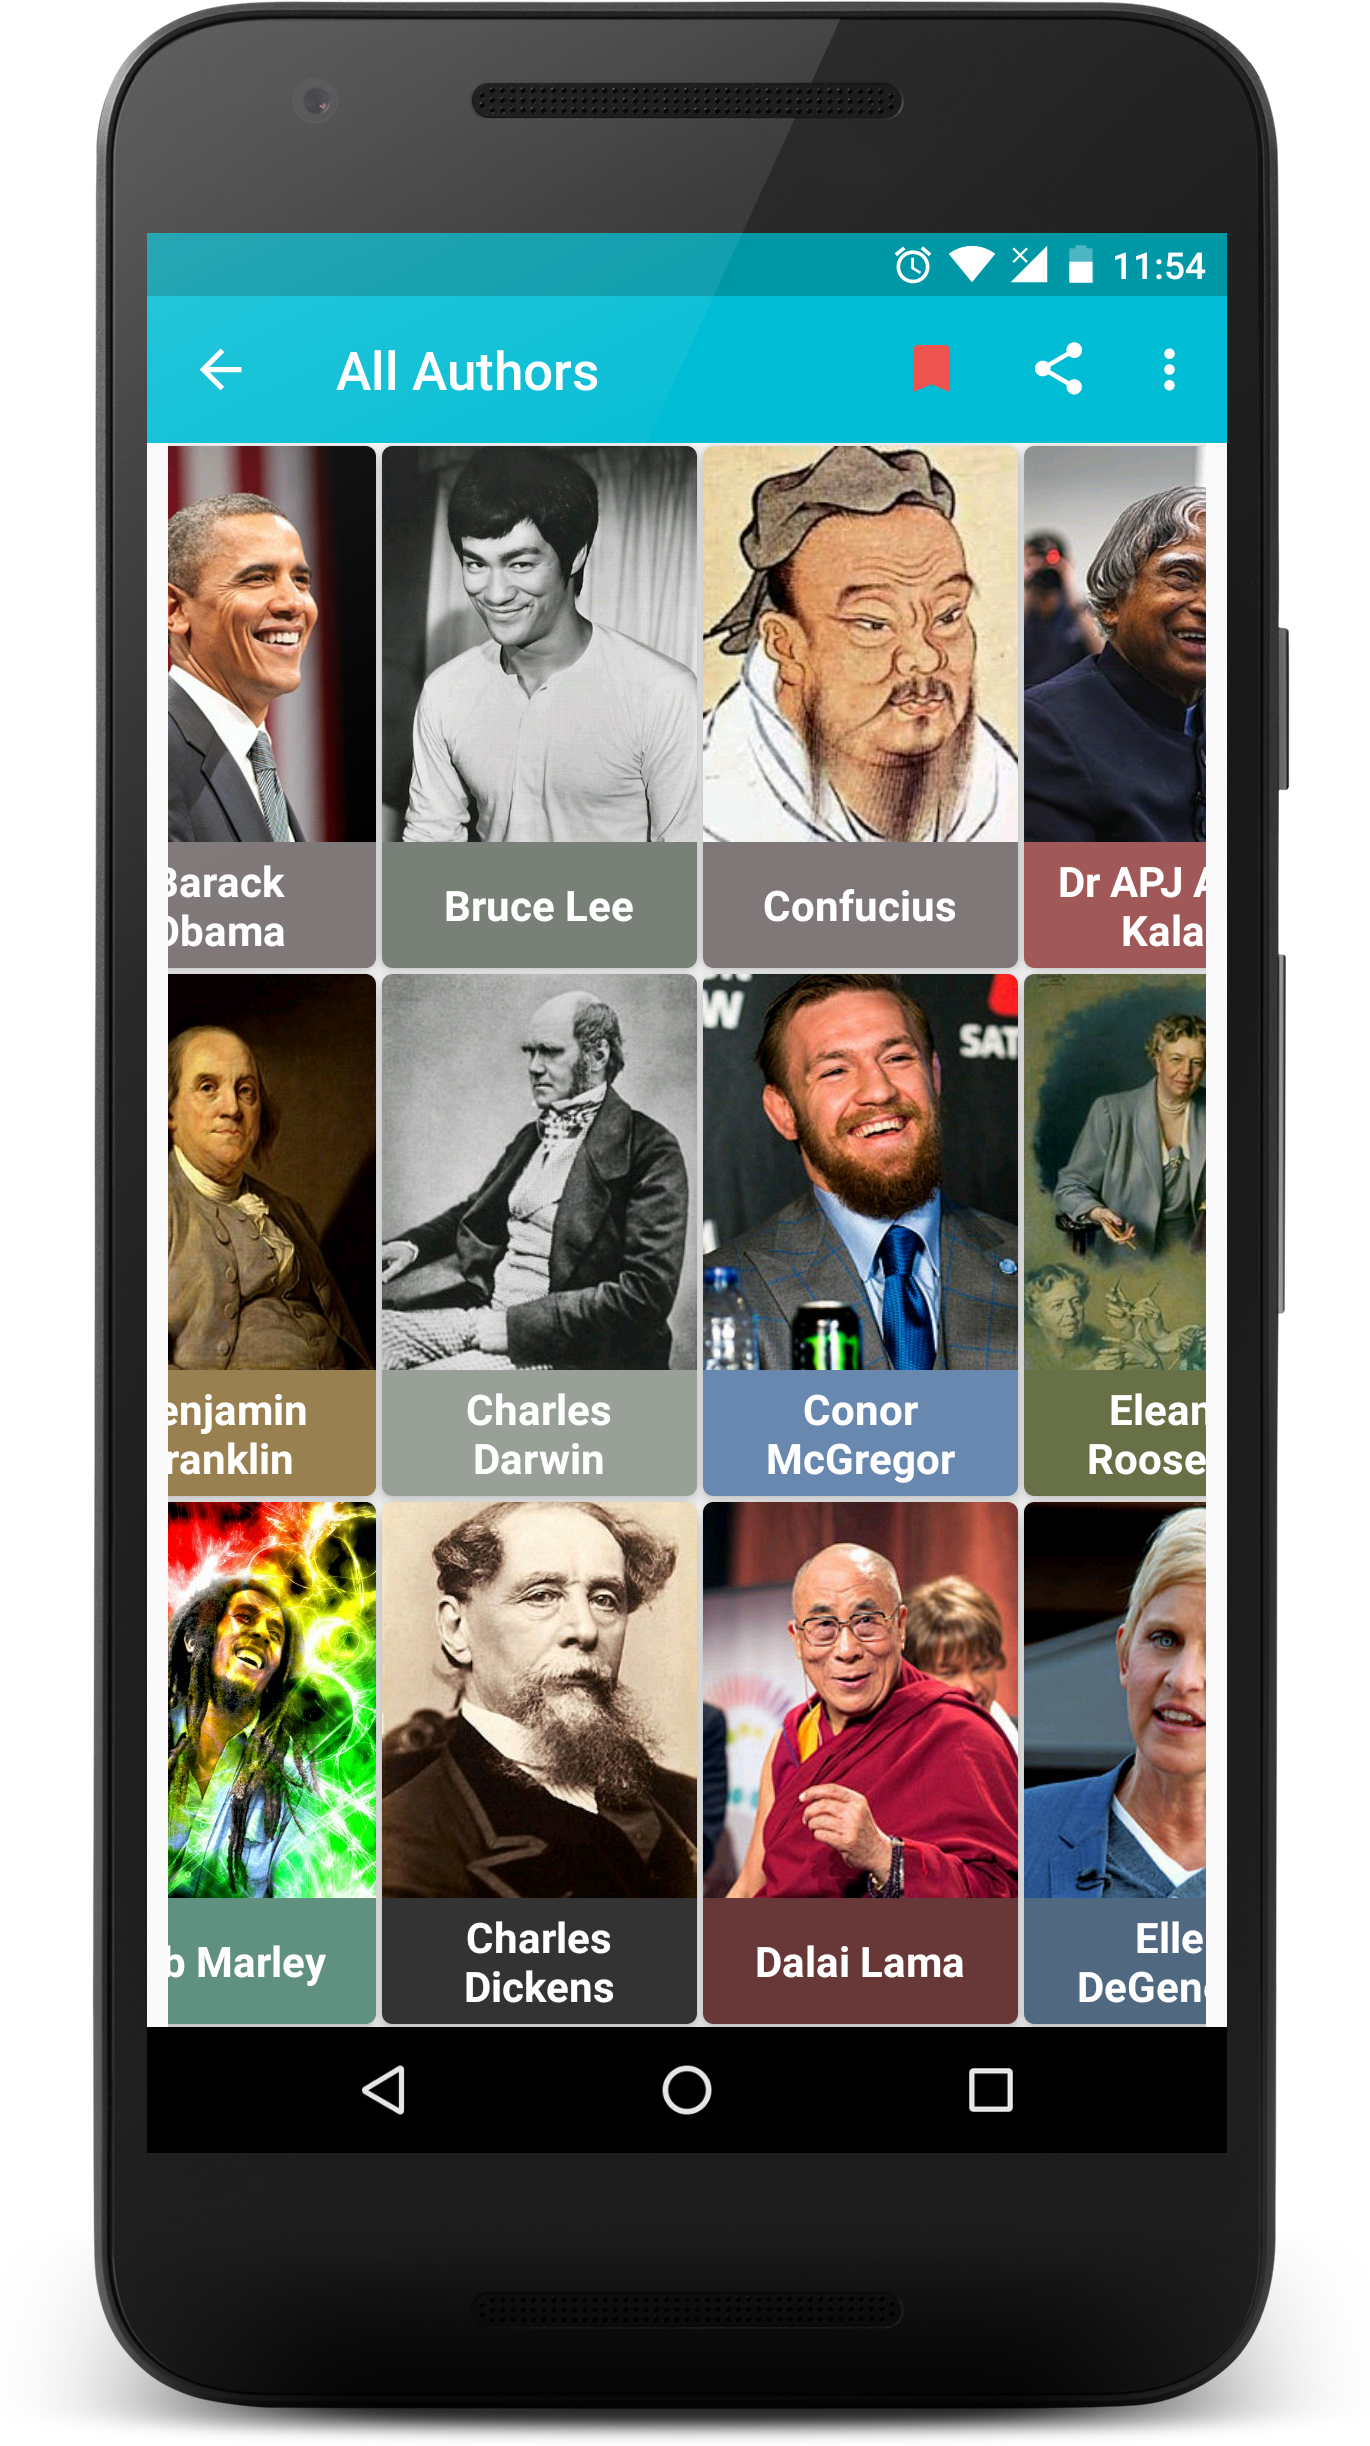 11:54
All Authors
Barack
Obama
Bruce Lee
Confucius
Dr APJ A
Kala
enjamin
ranklin
Charles
Darwin
W
SAT
Conor
McGregor
Elean
Roose
b Marley
Charles
Dickens
Dalai Lama
Elle
DeGen